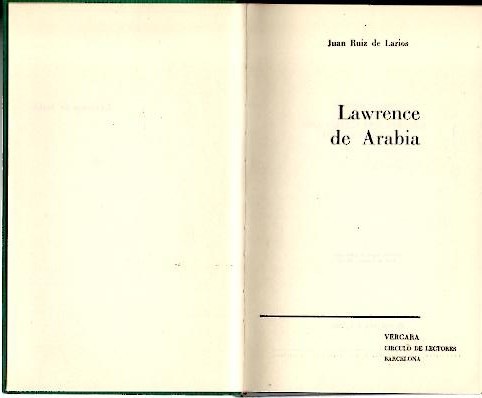 Juan Ruiz de Larios
Lawrence
de Arabia
VERGARA
CIRCULO DE LECTORES
BARCELONA